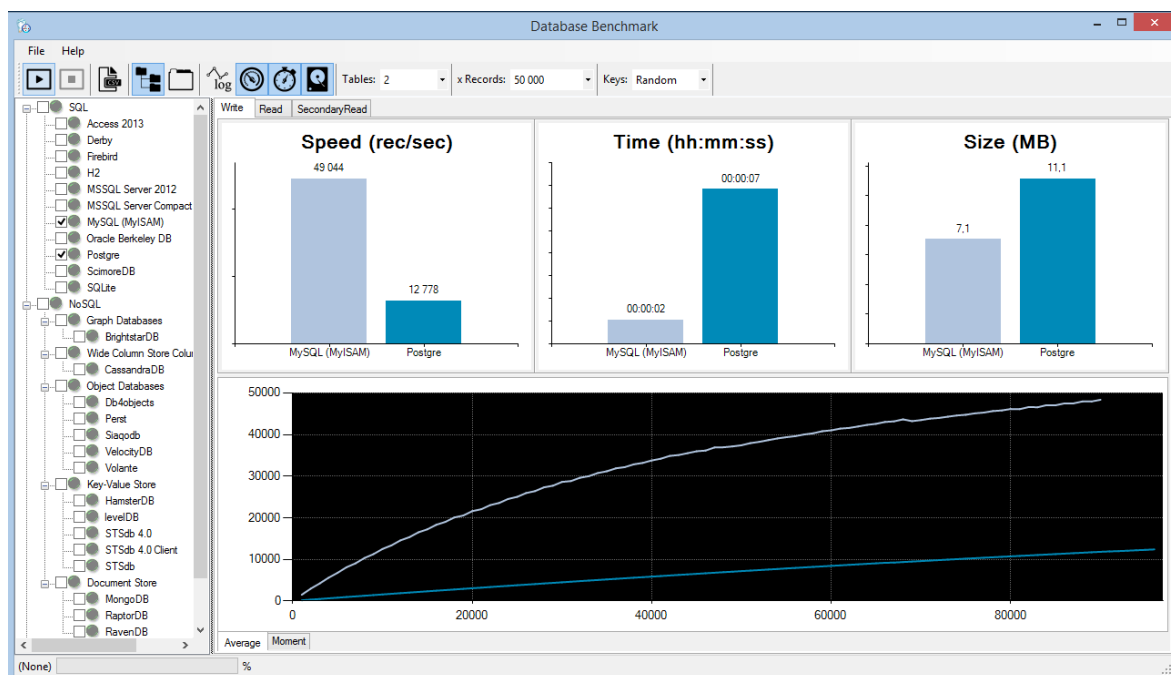 Database Benchmark
File Help
CSV log Tables: 2 x Records: 50 000 Keys: Random
SQL
Access 2013
Derby
Firebird
H2
MSSQL Server 2012
MSSQL Server Compact
MySQL (MyISAM)
Oracle Berkeley DB
Postgre
ScimoreDB
SQLite
NoSQL
Graph Databases
BrightstarDB
Wide Column Store Colu
CassandraDB
Object Databases
Db4objects
Perst
Siaqodb
VelocityDB
Volante
Key-Value Store
HamsterDB
levelDB
STSdb 4.0
STSdb 4.0 Client
STSdb
Document Store
MongoDB
RaptorDB
RavenDB
Write Read SecondaryRead
Speed (rec/sec)
49 044
12 778
MySQL (MyISAM) Postgre
Time (hh:mm:ss)
00:00:07
00:00:02
MySQL (MyISAM) Postgre
Size (MB)
11,1
7,1
MySQL (MyISAM) Postgre
50000
40000
30000
20000
10000
0
0 20000 40000 60000 80000
Average Moment
(None) %